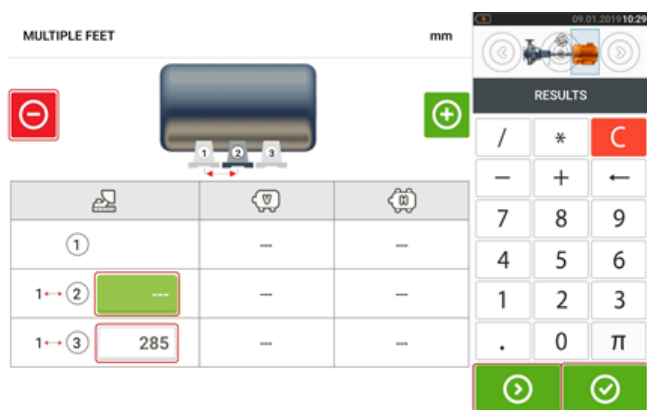 MULTIPLE FEET mm
09.01.2019 10:29
RESULTS
1 2 3
/ * C
− + ←
7 8 9
4 5 6
1 2 3
. 0 π
V H
1 --- ---
1↔2 --- --- ---
1↔3 285 --- ---